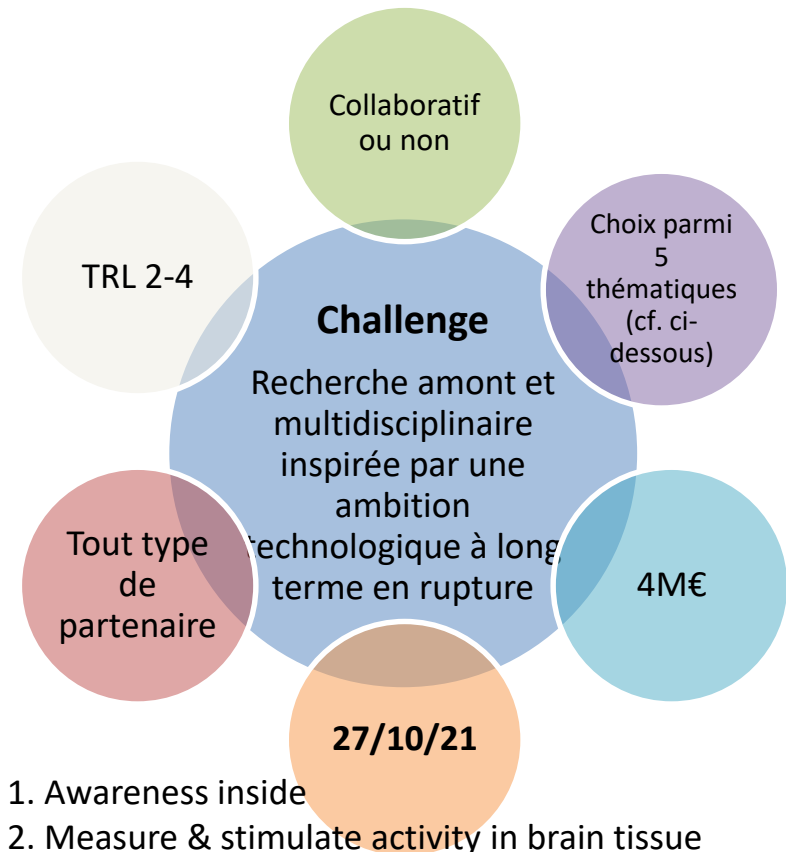 Collaboratif
ou non
Choix parmi
5
thématiques
(cf. ci-
dessous)
TRL 2-4
Challenge
Recherche amont et
multidisciplinaire
inspirée par une
ambition
technologique à long
terme en rupture
Tout type
de
partenaire
4M€
27/10/21
1. Awareness inside
2. Measure & stimulate activity in brain tissue